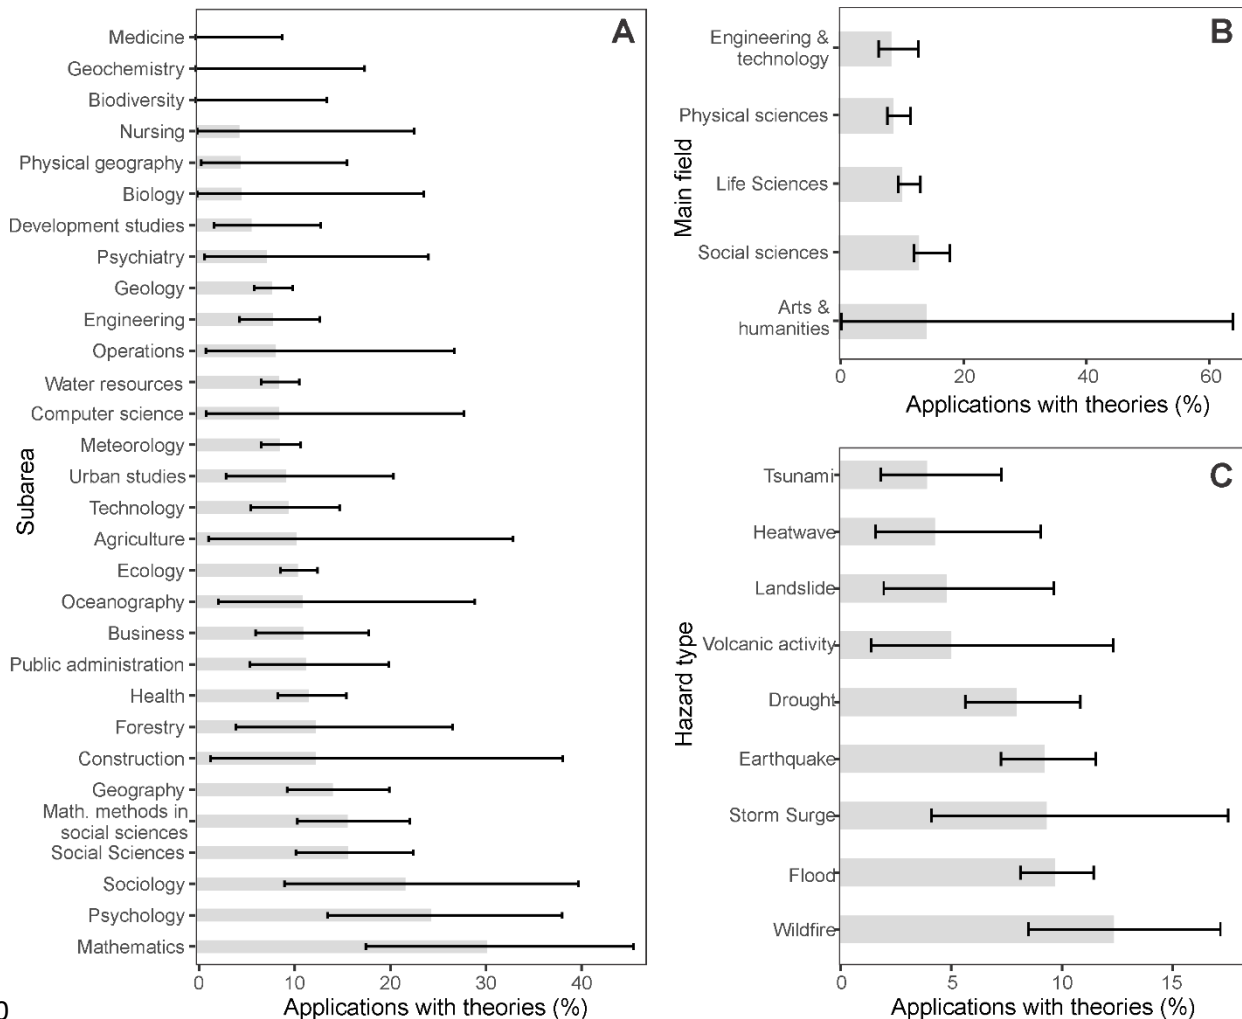 A
Medicine
Geochemistry
Biodiversity
Nursing
Physical geography
Biology
Development studies
Psychiatry
Geology
Engineering
Operations
Water resources
Computer science
Meteorology
Urban studies
Technology
Agriculture
Ecology
Oceanography
Business
Public administration
Health
Forestry
Construction
Geography
Math. methods in
social sciences
Social Sciences
Sociology
Psychology
Mathematics
Subarea
0 10 20 30 40
Applications with theories (%)
0
B
Engineering &
technology
Physical sciences
Life Sciences
Social sciences
Arts &
humanities
Main field
0 20 40 60
Applications with theories (%)
C
Tsunami
Heatwave
Landslide
Volcanic activity
Drought
Earthquake
Storm Surge
Flood
Wildfire
Hazard type
0 5 10 15
Applications with theories (%)